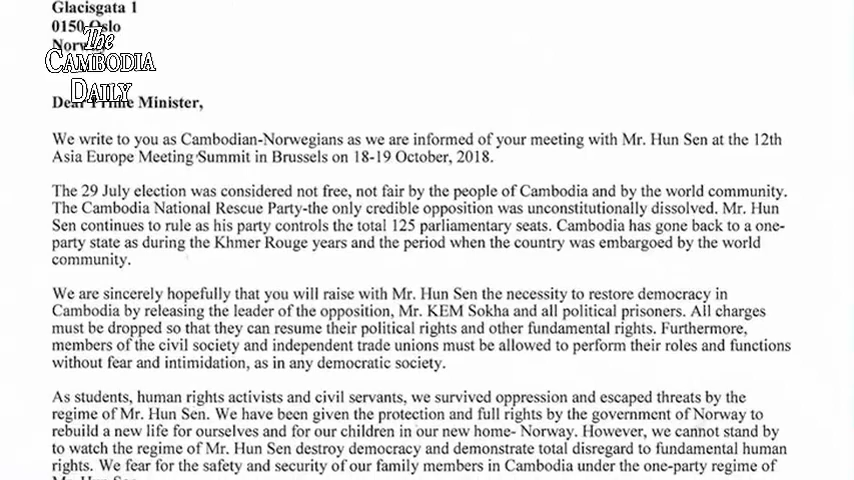 Glacisgata 1
0150 Oslo
Norway
The
CAMBODIA
DAILY
Dear Prime Minister,
We write to you as Cambodian-Norwegians as we are informed of your meeting with Mr. Hun Sen at the 12th
Asia Europe Meeting Summit in Brussels on 18-19 October, 2018.
The 29 July election was considered not free, not fair by the people of Cambodia and by the world community.
The Cambodia National Rescue Party-the only credible opposition was unconstitutionally dissolved. Mr. Hun
Sen continues to rule as his party controls the total 125 parliamentary seats. Cambodia has gone back to a one-
party state as during the Khmer Rouge years and the period when the country was embargoed by the world
community.
We are sincerely hopefully that you will raise with Mr. Hun Sen the necessity to restore democracy in
Cambodia by releasing the leader of the opposition, Mr. KEM Sokha and all political prisoners. All charges
must be dropped so that they can resume their political rights and other fundamental rights. Furthermore,
members of the civil society and independent trade unions must be allowed to perform their roles and functions
without fear and intimidation, as in any democratic society.
As students, human rights activists and civil servants, we survived oppression and escaped threats by the
regime of Mr. Hun Sen. We have been given the protection and full rights by the government of Norway to
rebuild a new life for ourselves and for our children in our new home- Norway. However, we cannot stand by
to watch the regime of Mr. Hun Sen destroy democracy and demonstrate total disregard to fundamental human
rights. We fear for the safety and security of our family members in Cambodia under the one-party regime of
Mr. Hun Sen